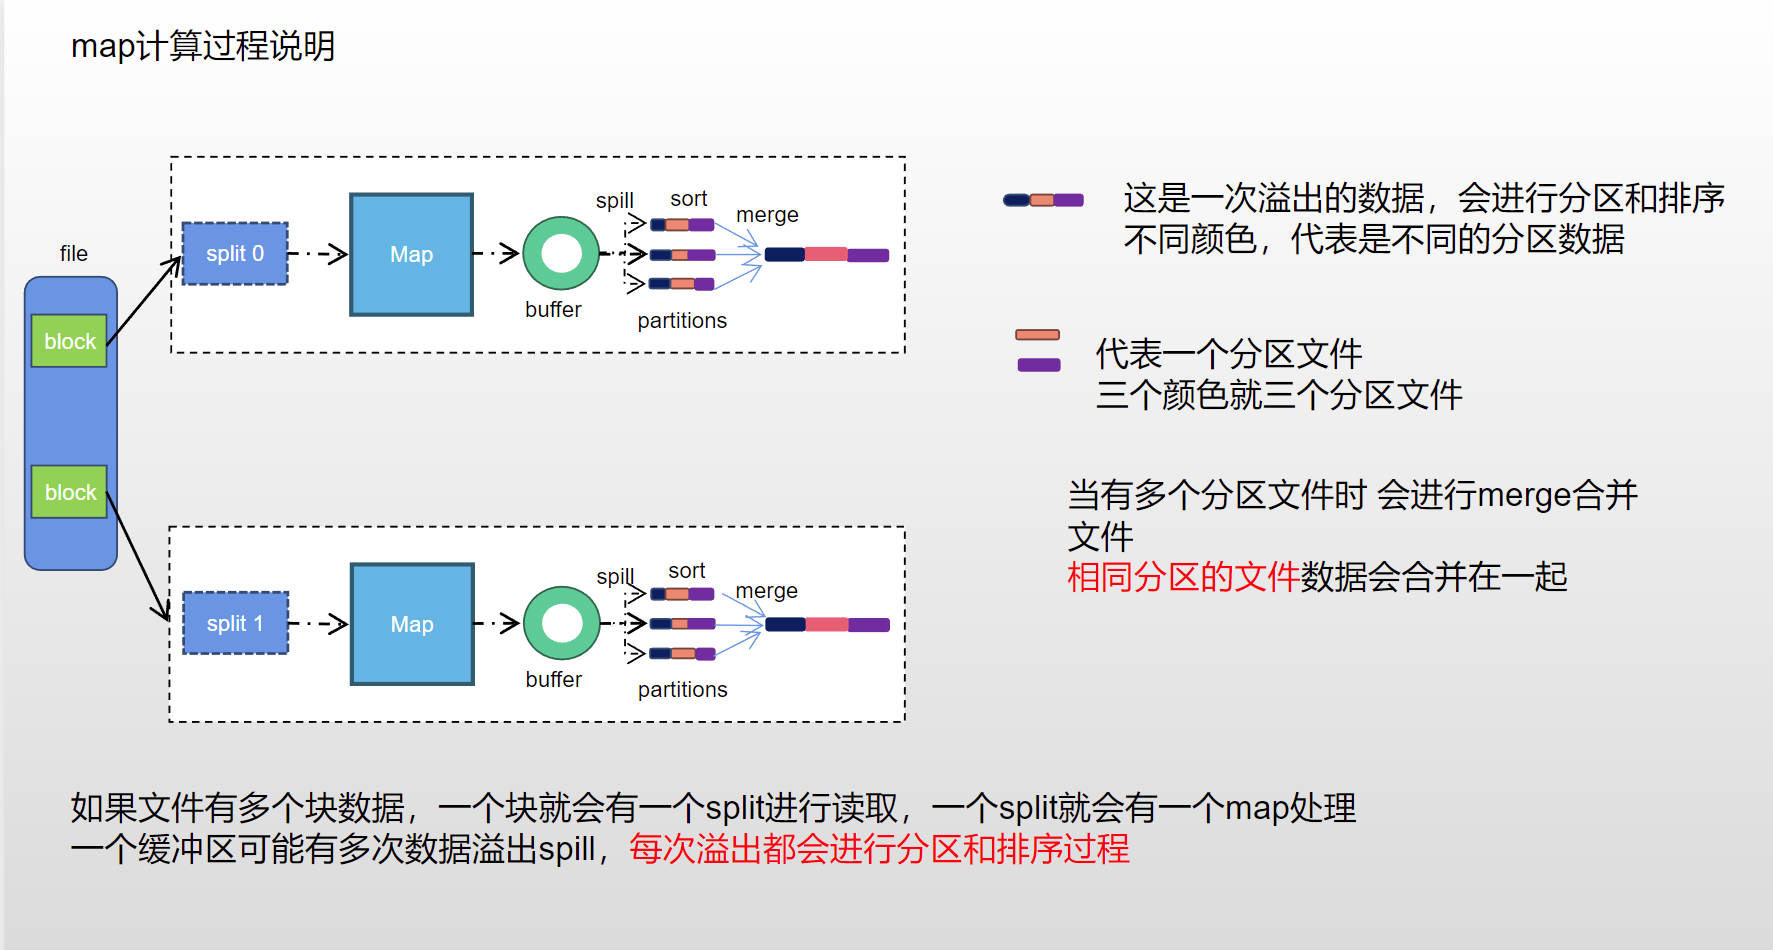 map计算过程说明
file
block
block
split 0
Map
buffer
spill
sort
merge
partitions
split 1
Map
buffer
spill
sort
merge
partitions
这是一次溢出的数据，会进行分区和排序
不同颜色，代表是不同的分区数据
代表一个分区文件
三个颜色就三个分区文件
当有多个分区文件时 会进行merge合并
文件
相同分区的文件数据会合并在一起
如果文件有多个块数据，一个块就会有一个split进行读取，一个split就会有一个map处理
一个缓冲区可能有多次数据溢出spill，每次溢出都会进行分区和排序过程